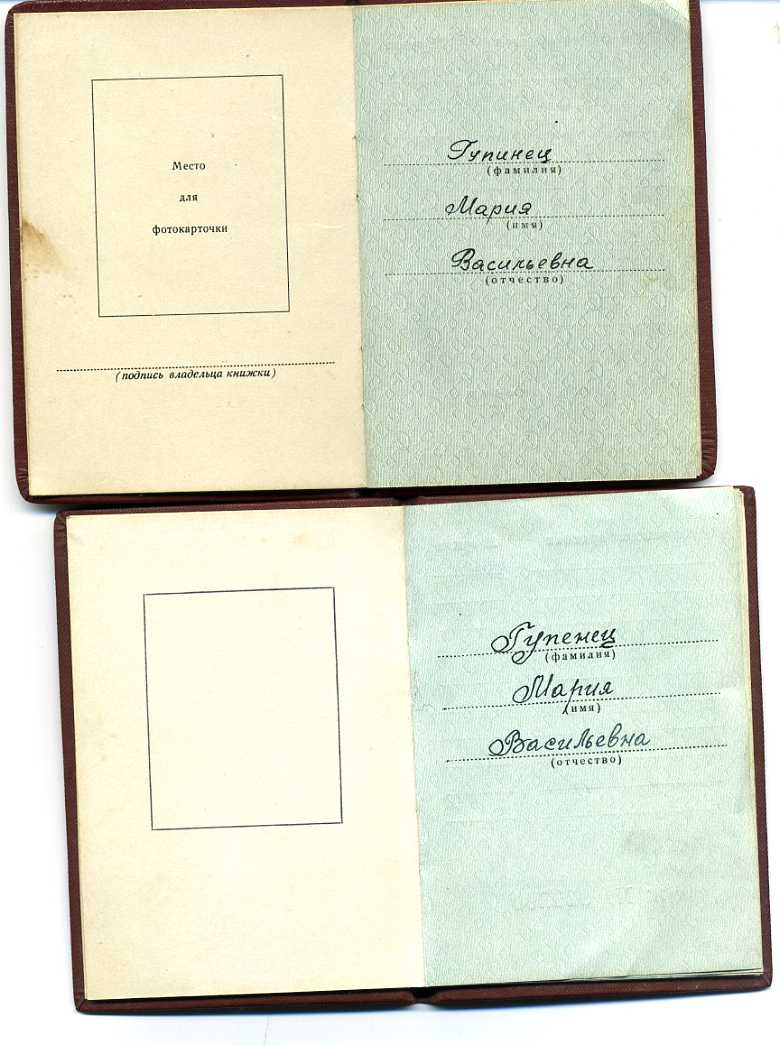 Место
для
фотокарточки
(подпись владельца книжки)
Гупинец
(фамилия)
Мария
(имя)
Васильевна
(отчество)
Гупенец
(фамилия)
Мария
(имя)
Васильевна
(отчество)